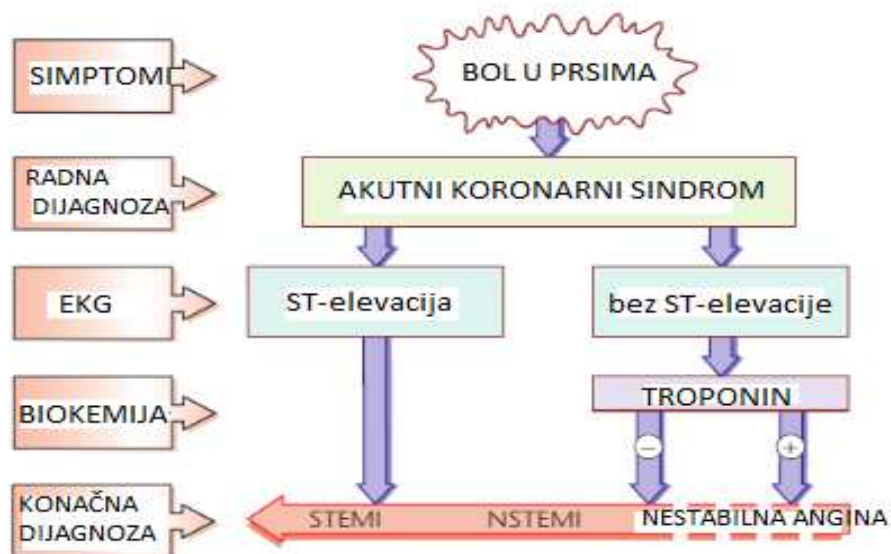 SIMPTOMI
BOL U PRSIMA
RADNA
DIJAGNOZA
AKUTNI KORONARNI SINDROM
EKG
ST-elevacija
bez ST-elevacije
BIOKEMIJA
TROPONIN
−
+
KONAČNA
DIJAGNOZA
STEMI NSTEMI NESTABILNA ANGINA